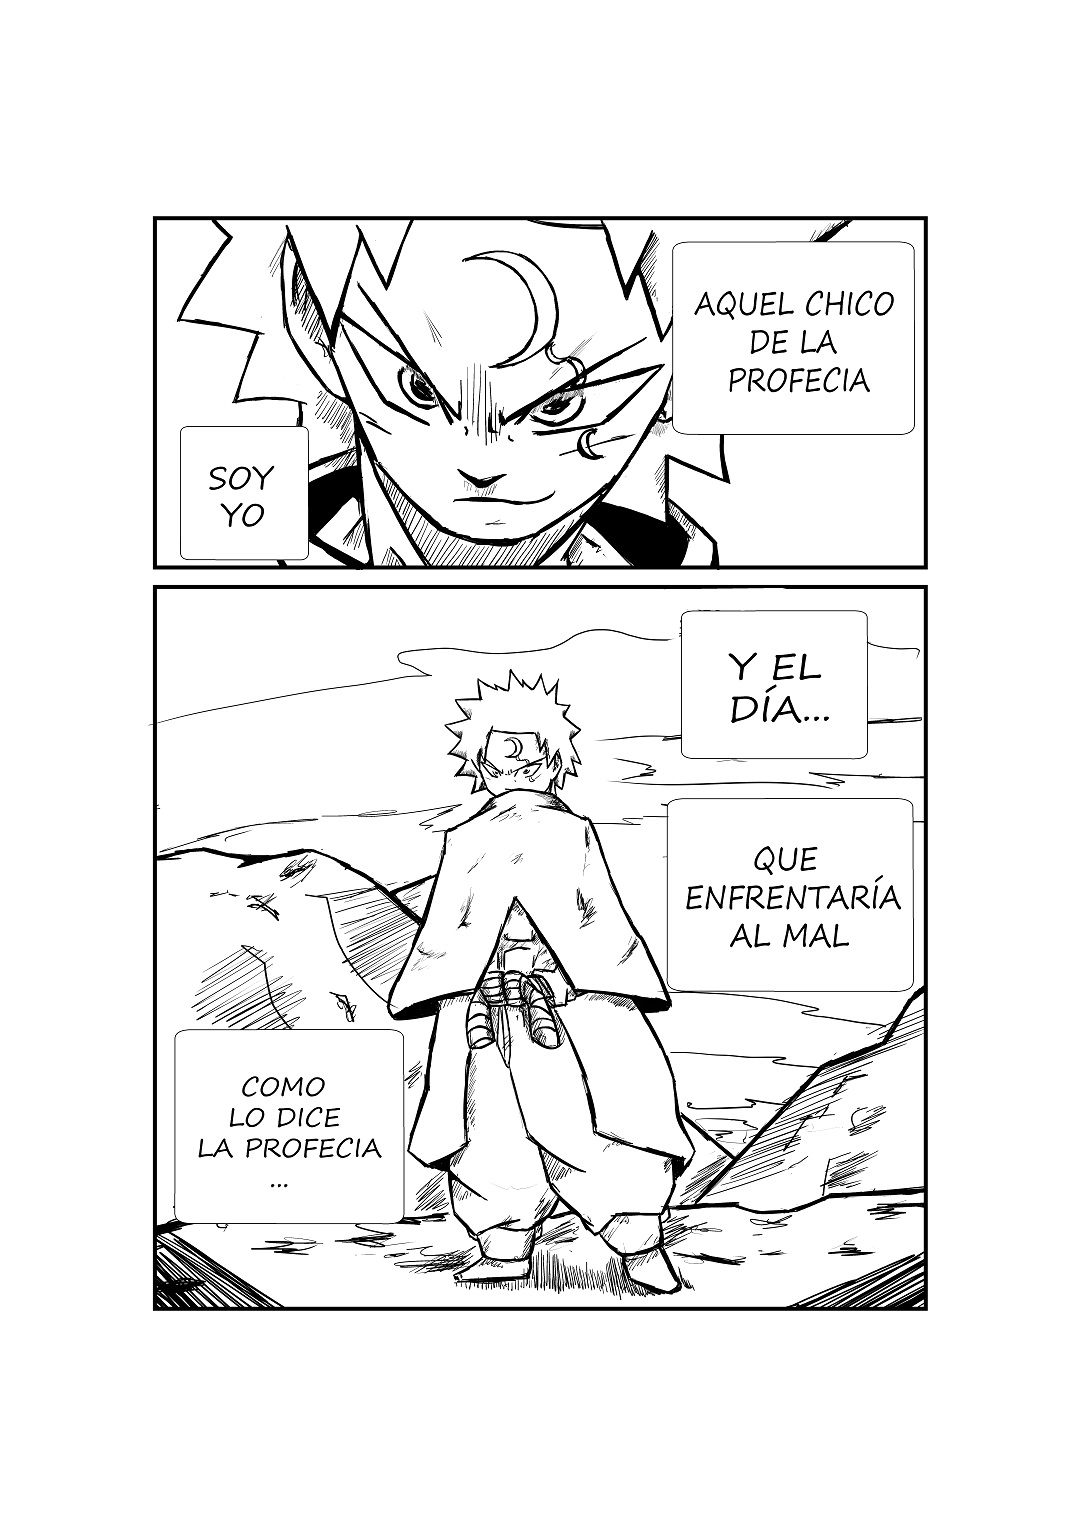 AQUEL CHICO
DE LA
PROFECIA
SOY
YO
Y EL
DÍA...
QUE
ENFRENTARÍA
AL MAL
COMO
LO DICE
LA PROFECIA
...